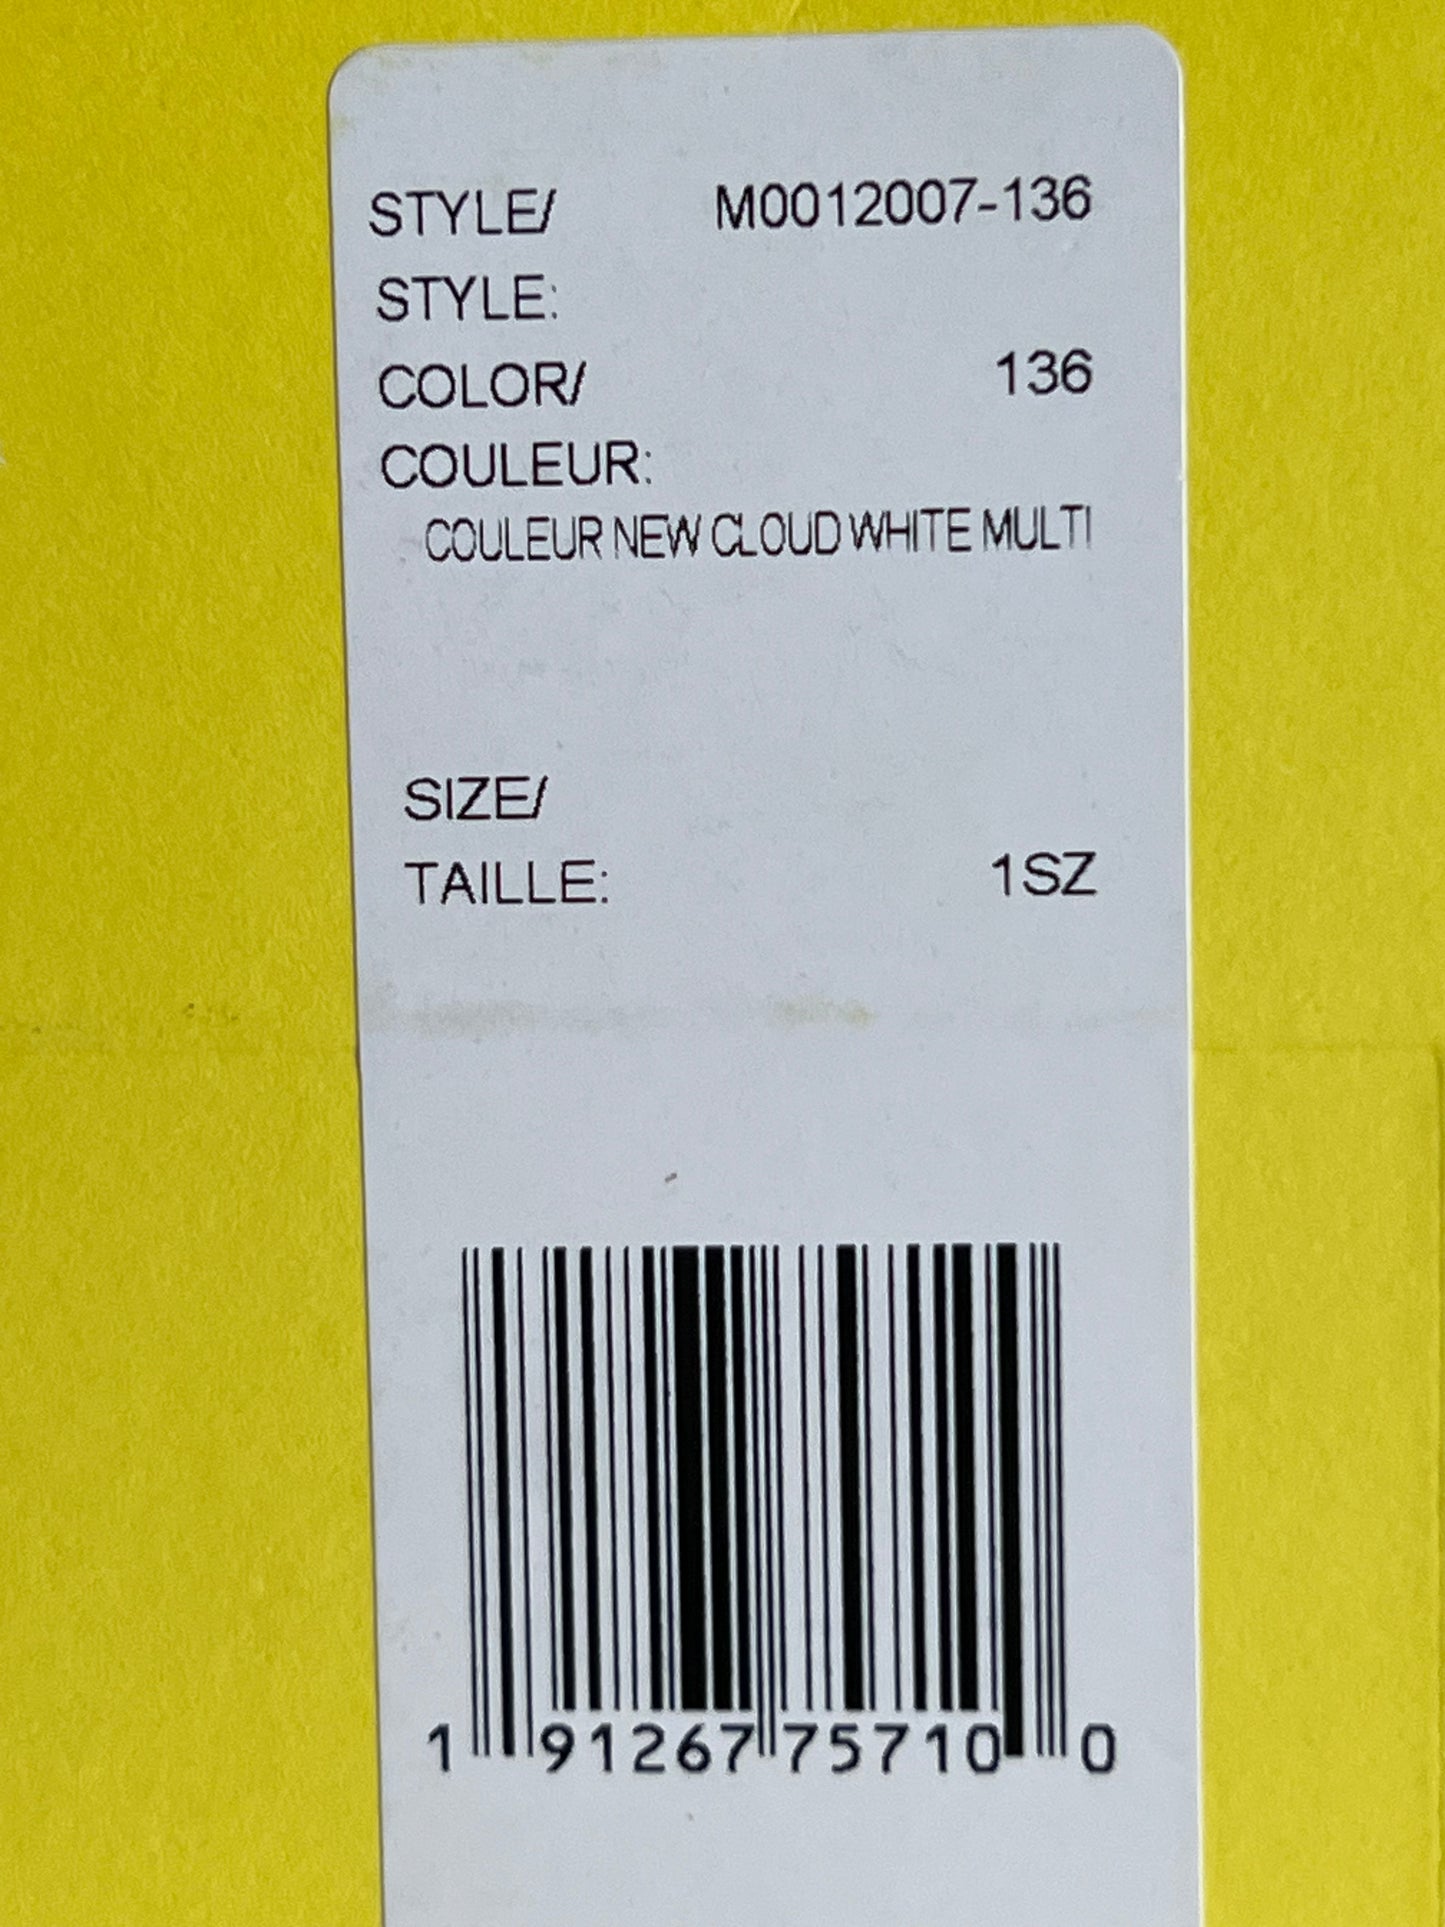 STYLE/ M0012007-136
STYLE:
COLOR/ 136
COULEUR:
COULEUR NEW CLOUD WHITE MULTI
SIZE/
TAILLE: 1SZ
1 91267 75710 0